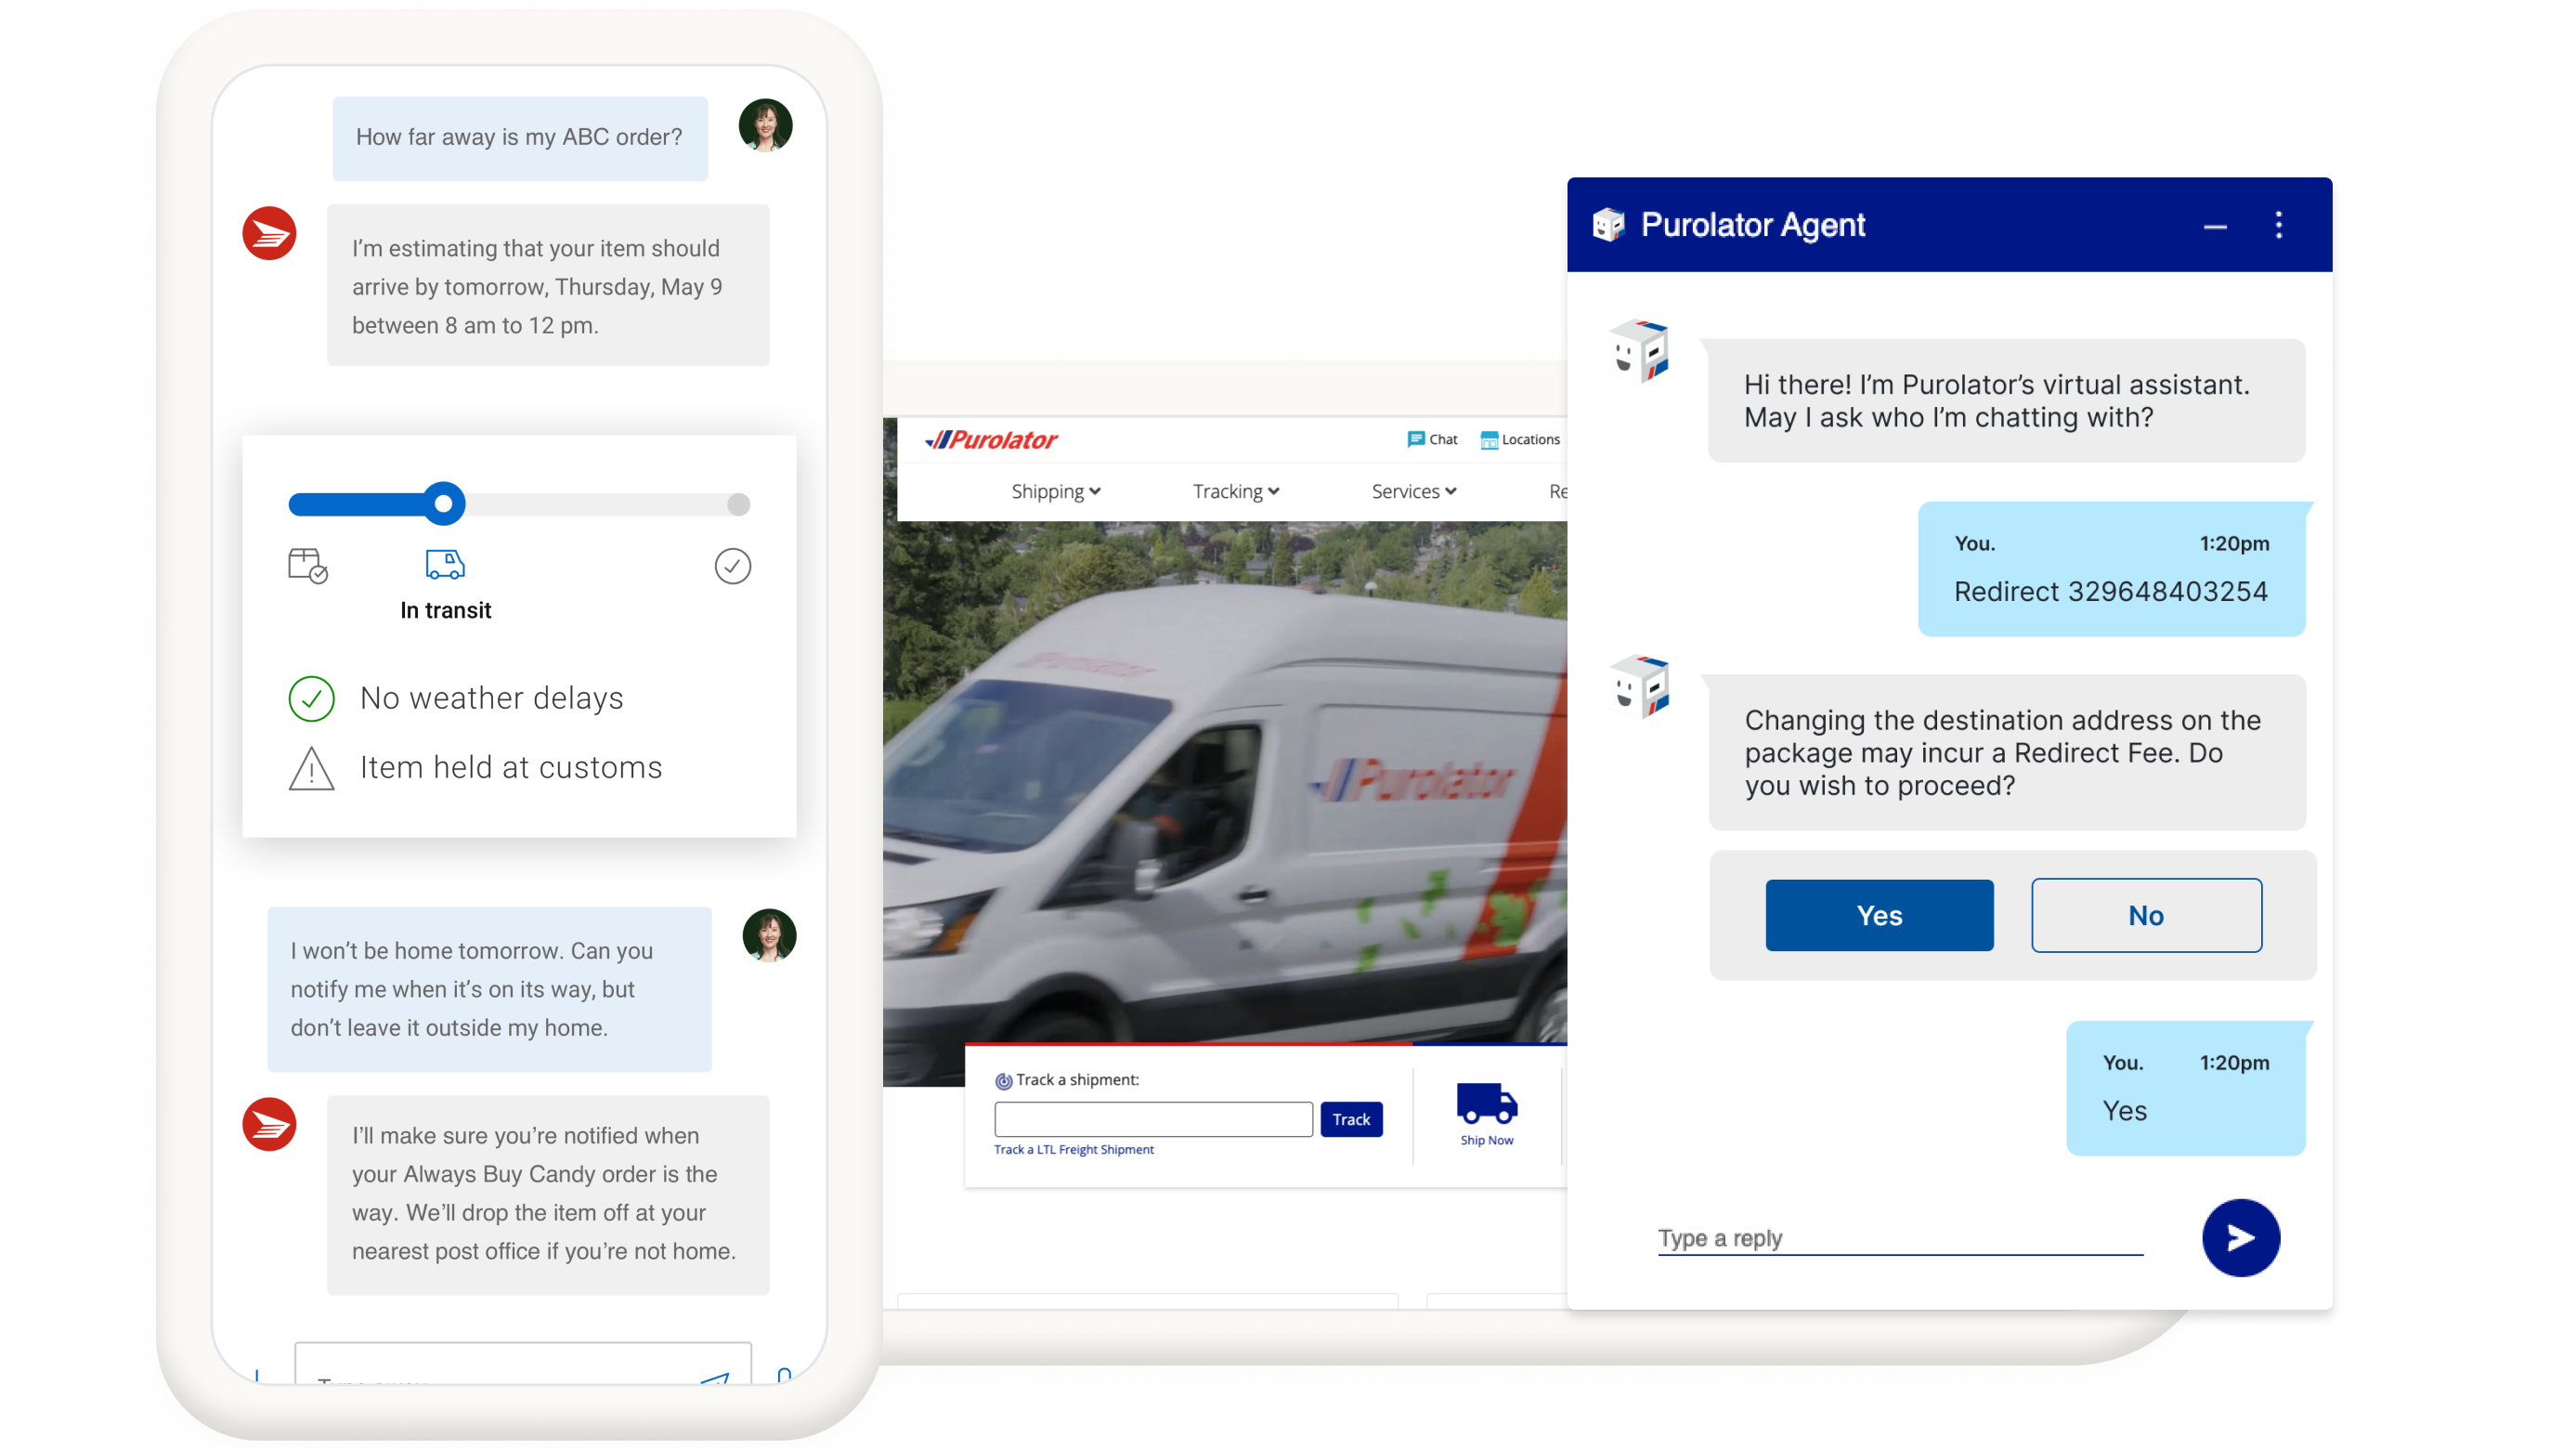 How far away is my ABC order?
I’m estimating that your item should
arrive by tomorrow, Thursday, May 9
between 8 am to 12 pm.
In transit
No weather delays
Item held at customs
I won’t be home tomorrow. Can you
notify me when it’s on its way, but
don’t leave it outside my home.
I’ll make sure you’re notified when
your Always Buy Candy order is the
way. We’ll drop the item off at your
nearest post office if you’re not home.
Purolator
Chat
Locations
Shipping
Tracking
Services
Re
Purolator
Purolator
Track a shipment:
Track
Track a LTL Freight Shipment
Ship Now
Purolator Agent
Hi there! I’m Purolator’s virtual assistant.
May I ask who I’m chatting with?
You. 1:20pm
Redirect 329648403254
Changing the destination address on the
package may incur a Redirect Fee. Do
you wish to proceed?
Yes
No
You. 1:20pm
Yes
Type a reply